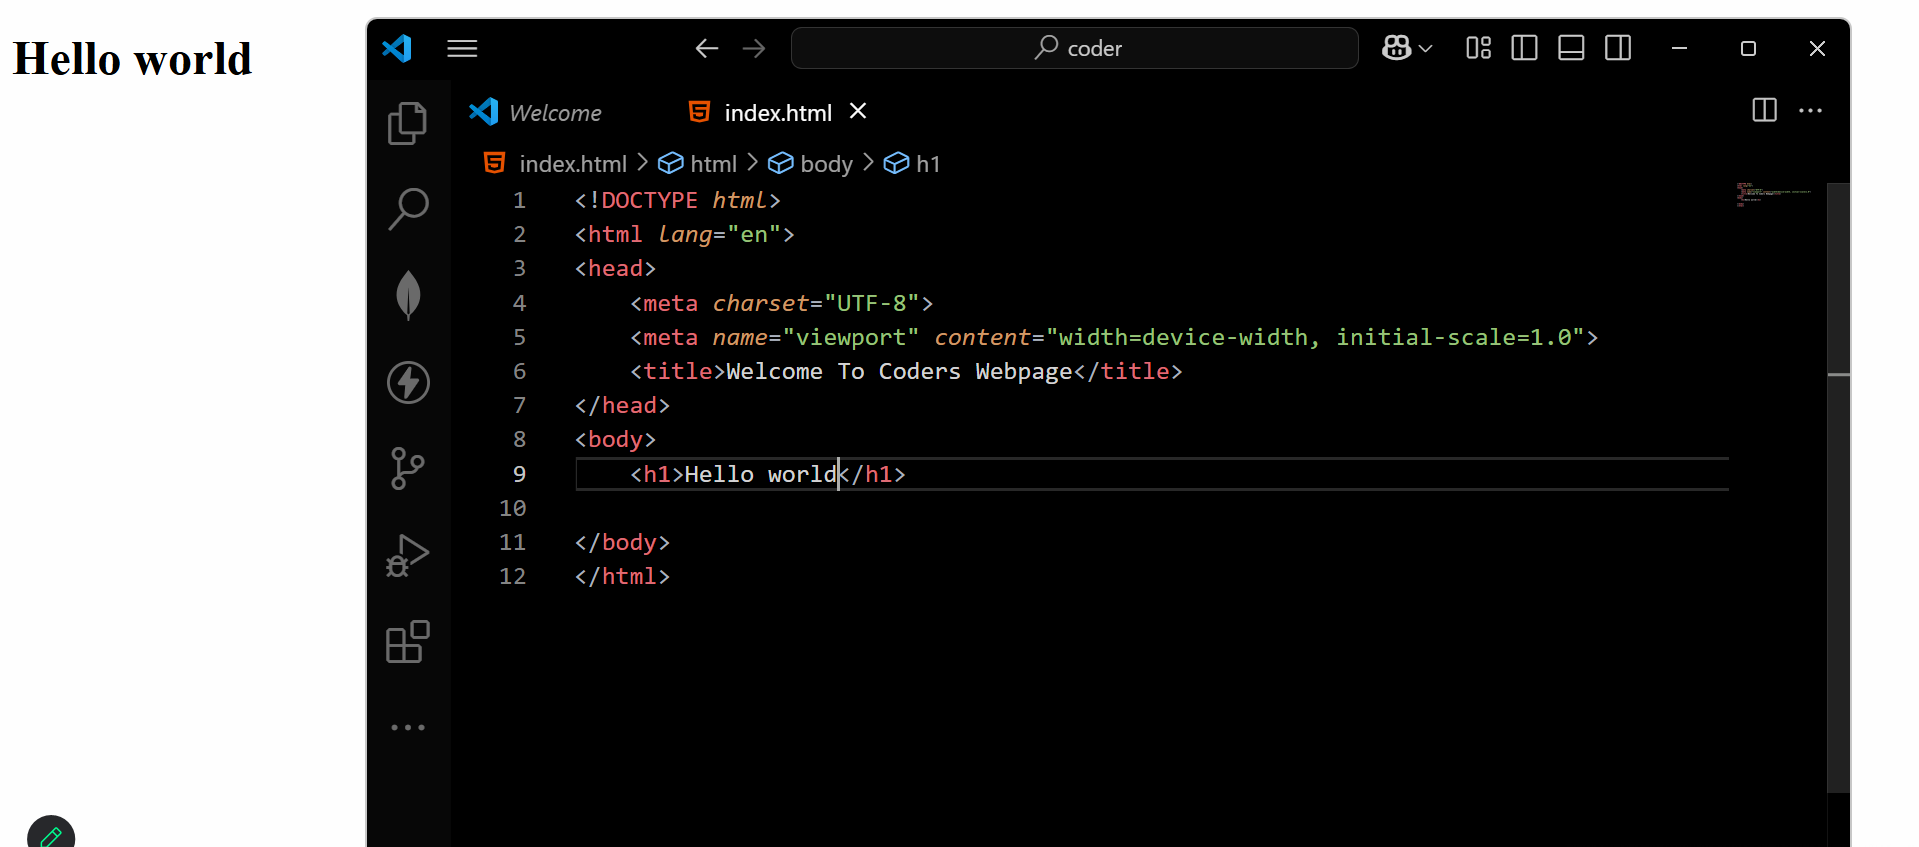 Hello world
coder
Welcome
index.html
index.html > html > body > h1
1 <!DOCTYPE html>
2 <html lang="en">
3 <head>
4     <meta charset="UTF-8">
5     <meta name="viewport" content="width=device-width, initial-scale=1.0">
6     <title>Welcome To Coders Webpage</title>
7 </head>
8 <body>
9     <h1>Hello world</h1>
10
11 </body>
12 </html>